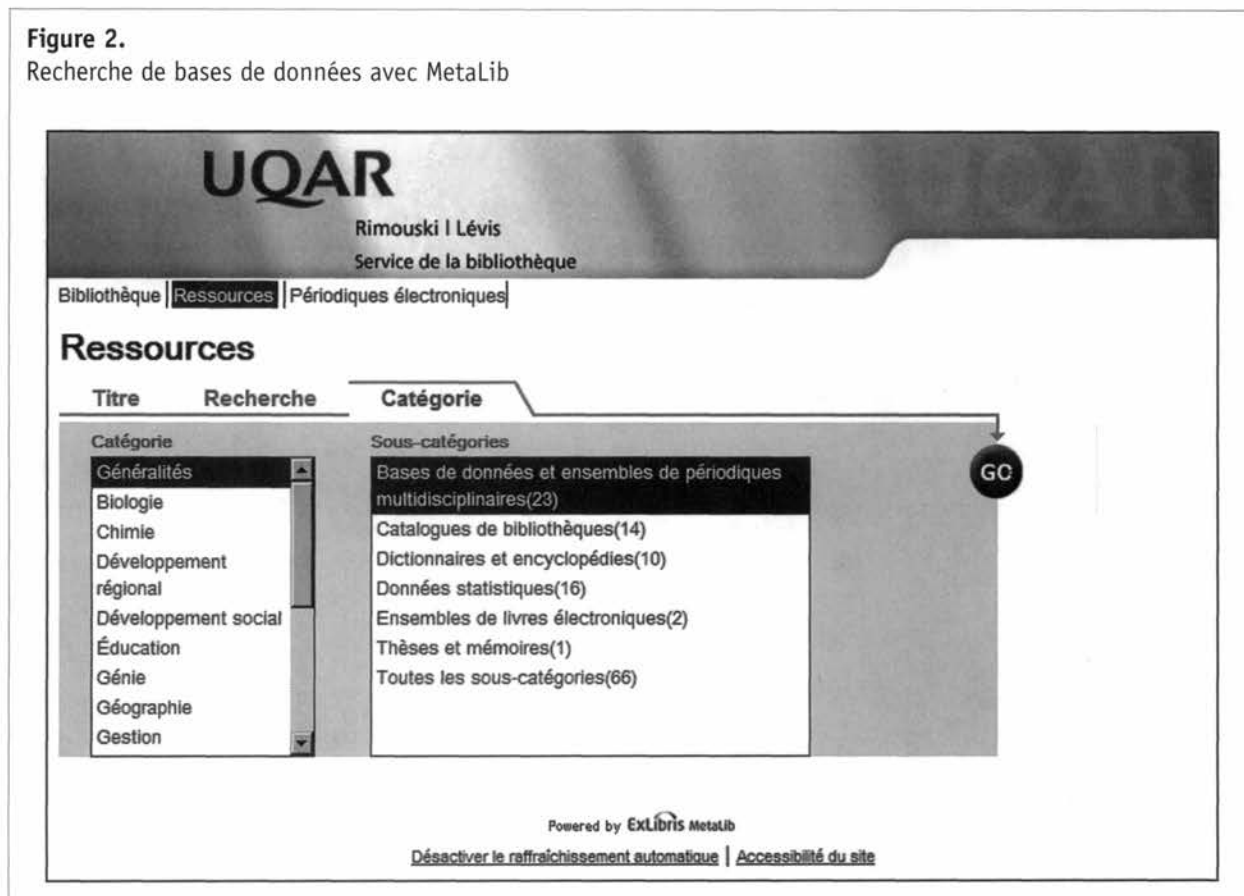 Figure 2.
Recherche de bases de données avec MetaLib
UQAR
UQAR
Rimouski | Lévis
Service de la bibliothèque
Bibliothèque | Ressources | Périodiques électroniques
Ressources
Titre Recherche Catégorie
Catégorie
Généralités
Biologie
Chimie
Développement
régional
Développement social
Éducation
Génie
Géographie
Gestion
Sous-catégories
Bases de données et ensembles de périodiques
multidisciplinaires(23)
Catalogues de bibliothèques(14)
Dictionnaires et encyclopédies(10)
Données statistiques(16)
Ensembles de livres électroniques(2)
Thèses et mémoires(1)
Toutes les sous-catégories(66)
GO
Powered by ExLibris MetaLib
Désactiver le raffraîchissement automatique | Accessibilité du site